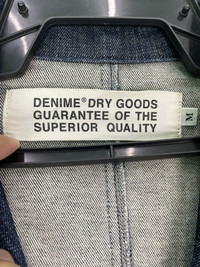 DENIME® DRY GOODS
GUARANTEE OF THE
SUPERIOR QUALITY
M